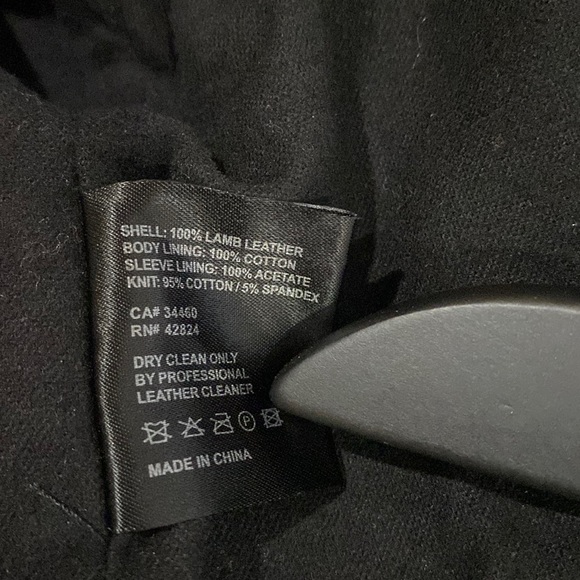 SHELL: 100% LAMB LEATHER
BODY LINING: 100% COTTON
SLEEVE LINING: 100% ACETATE
KNIT: 95% COTTON / 5% SPANDEX
CA# 34460
RN# 42824
DRY CLEAN ONLY
BY PROFESSIONAL
LEATHER CLEANER
P
MADE IN CHINA